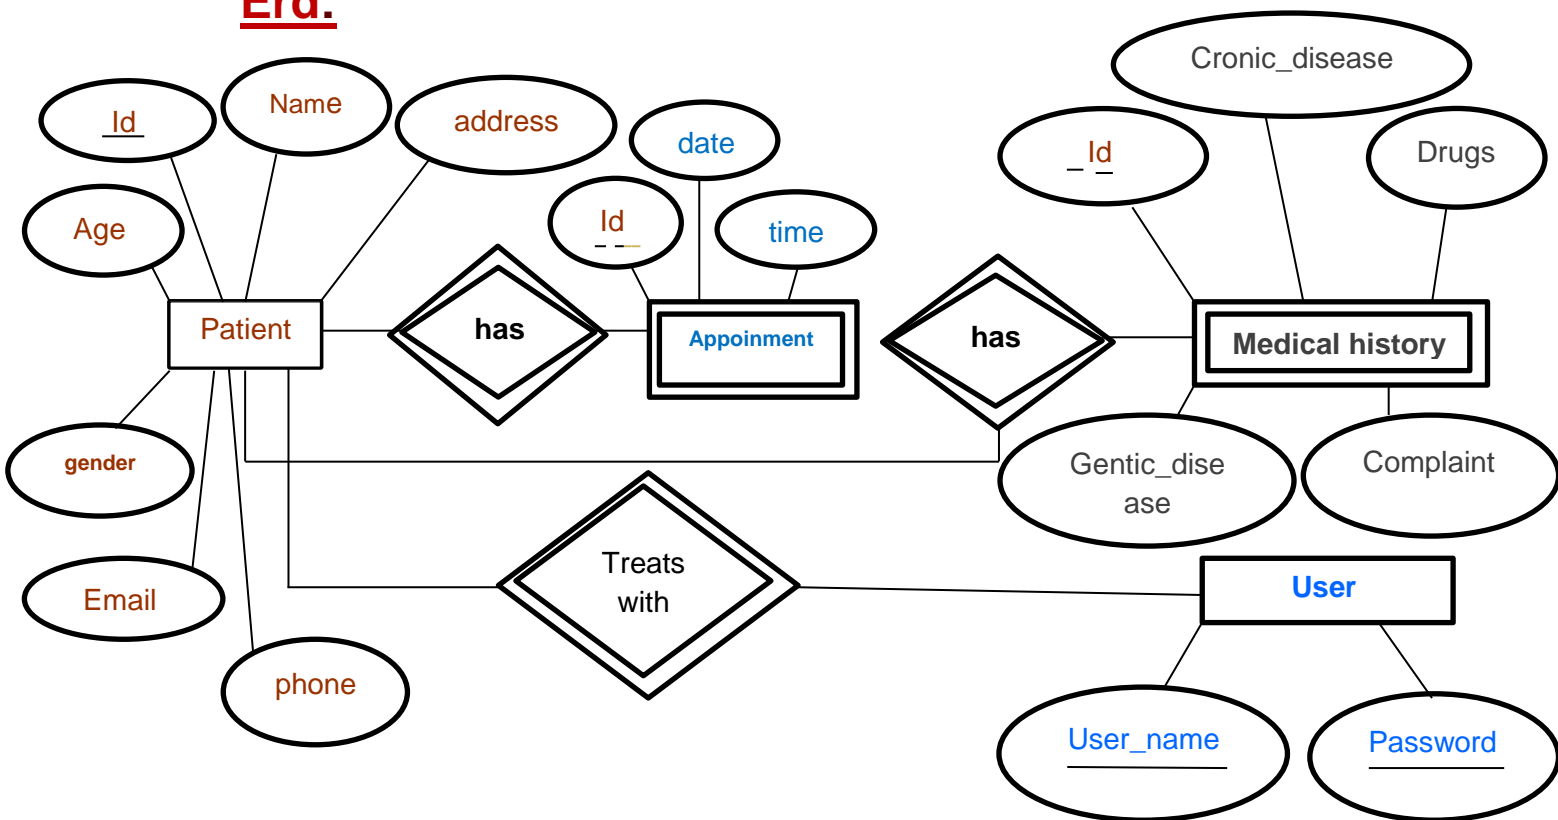 Erd.
Cronic_disease
Id
Name
address
date
Id
Drugs
Age
Id
time
Patient
has
Appoinment
has
Medical history
gender
Gentic_dise
ase
Complaint
Treats
with
Email
User
phone
User_name
Password